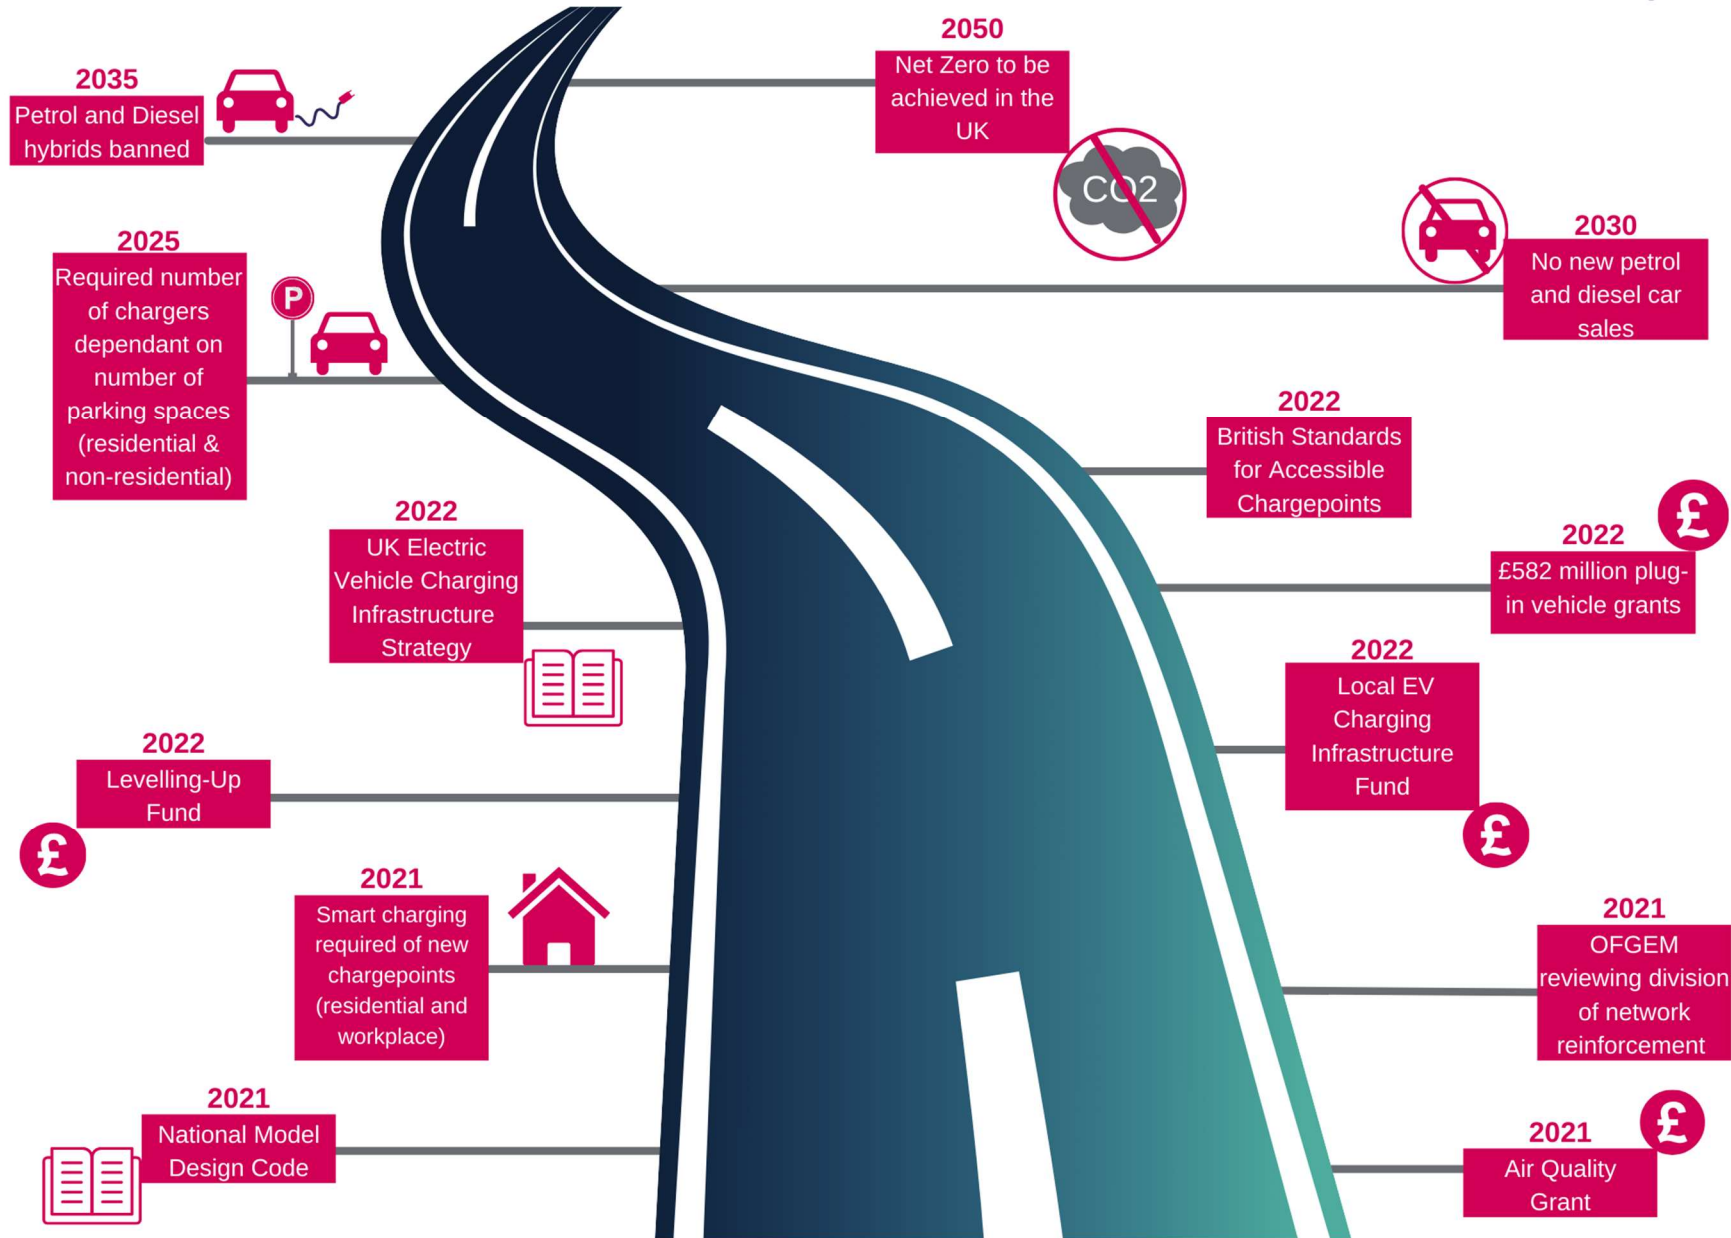 2050
Net Zero to be
achieved in the
UK
CO2
2035
Petrol and Diesel
hybrids banned
2030
No new petrol
and diesel car
sales
2025
Required number
of chargers
dependant on
number of
parking spaces
(residential &
non-residential)
P
2022
British Standards
for Accessible
Chargepoints
2022
UK Electric
Vehicle Charging
Infrastructure
Strategy
£
2022
£582 million plug-
in vehicle grants
2022
Local EV
Charging
Infrastructure
Fund
£
2022
Levelling-Up
Fund
£
2021
Smart charging
required of new
chargepoints
(residential and
workplace)
2021
OFGEM
reviewing division
of network
reinforcement
2021
National Model
Design Code
£
2021
Air Quality
Grant